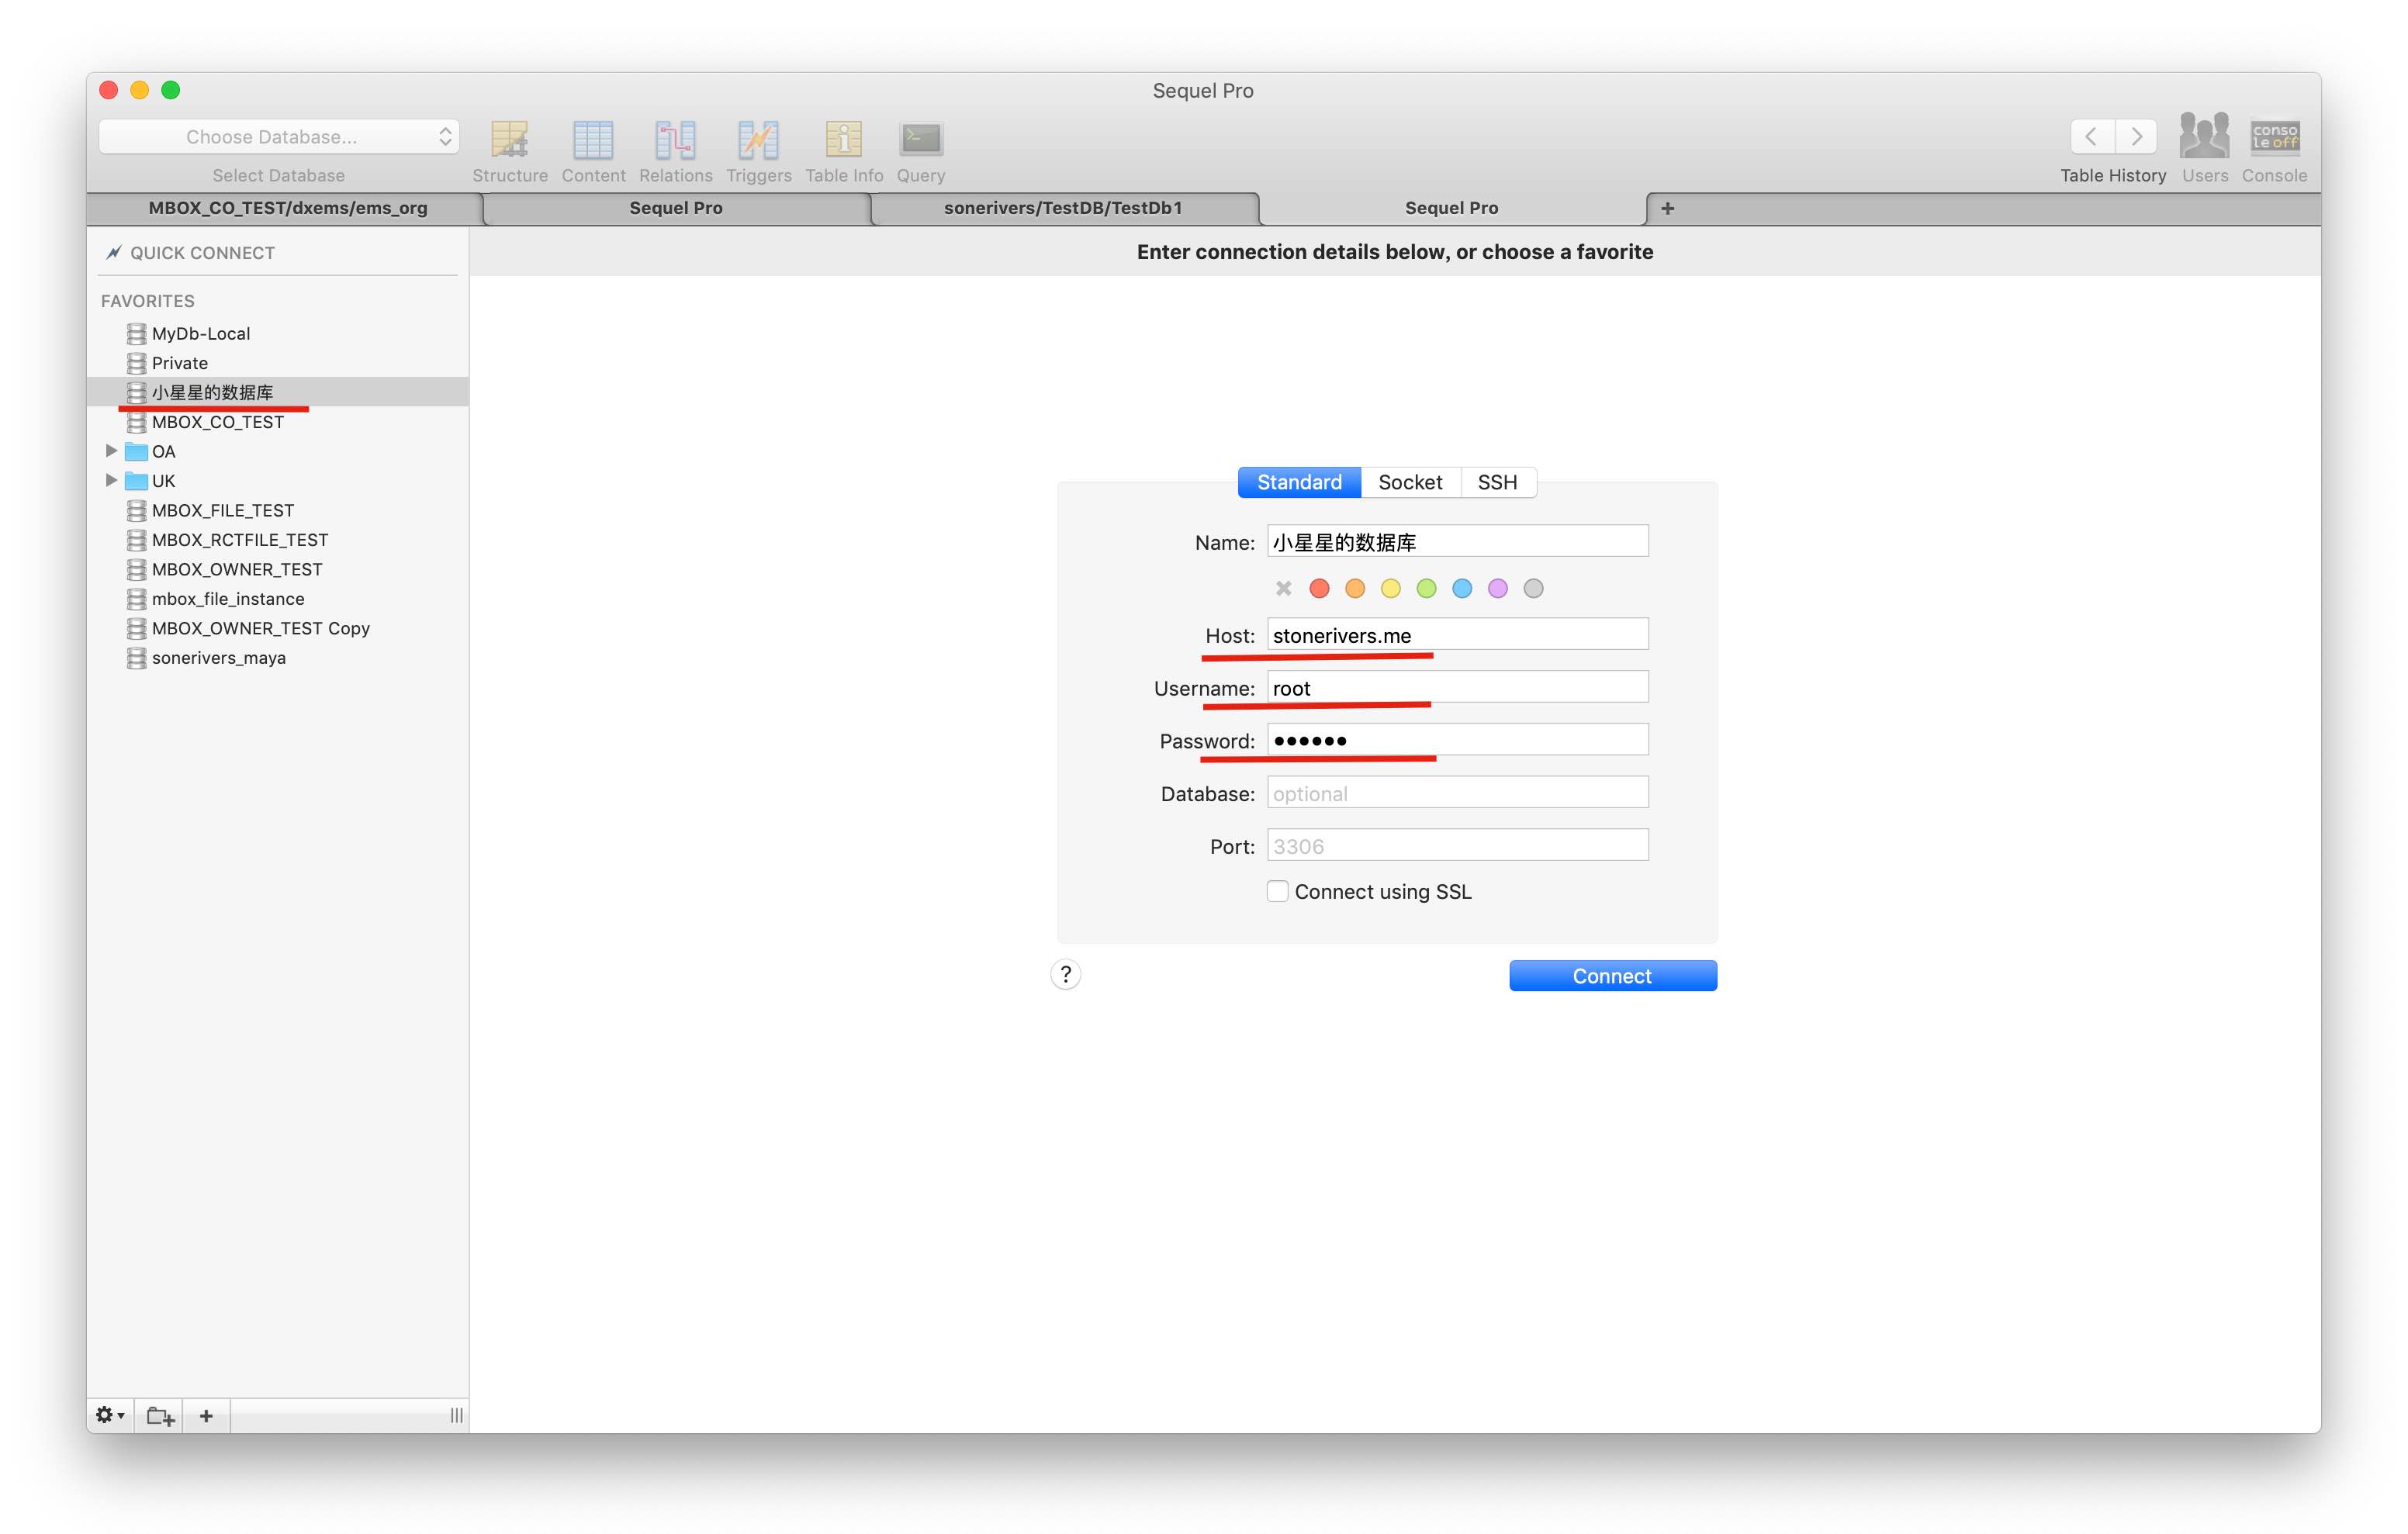 Sequel Pro
Choose Database...
Select Database
Structure
Content
Relations
Triggers
Table Info
Query
Table History
Users
conso
le off
Console
MBOX_CO_TEST/dxems/ems_org
Sequel Pro
sonerivers/TestDB/TestDb1
Sequel Pro
+
QUICK CONNECT
FAVORITES
MyDb-Local
Private
小星星的数据库
MBOX_CO_TEST
OA
UK
MBOX_FILE_TEST
MBOX_RCTFILE_TEST
MBOX_OWNER_TEST
mbox_file_instance
MBOX_OWNER_TEST Copy
sonerivers_maya
Enter connection details below, or choose a favorite
Standard
Socket
SSH
Name: 小星星的数据库
Host: stonerivers.me
Username: root
Password: ••••••
Database: optional
Port: 3306
Connect using SSL
?
Connect